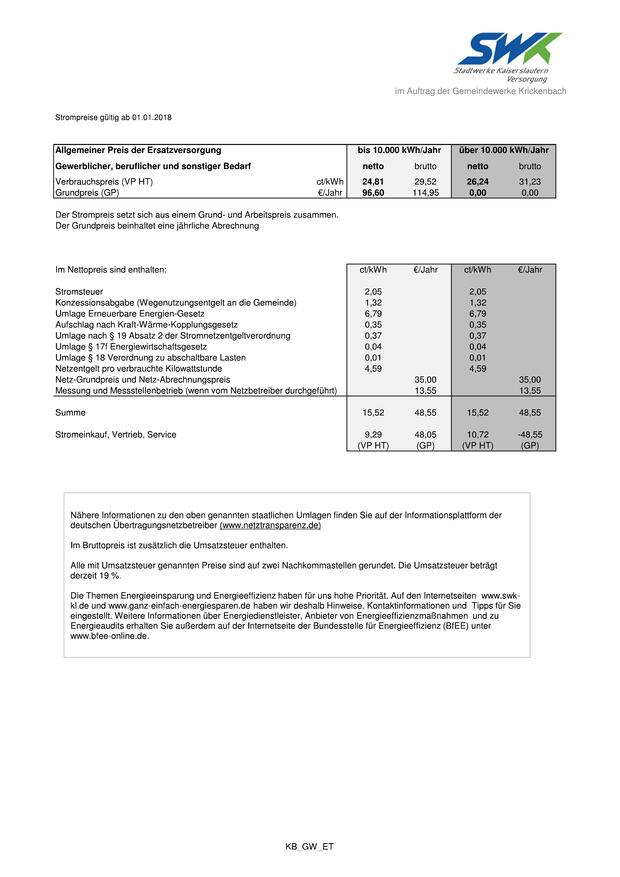 SWK
Stadtwerke Kaiserslautern
Versorgung
im Auftrag der Gemeindewerke Krickenbach
Strompreise gültig ab 01.01.2018
Allgemeiner Preis der Ersatzversorgung bis 10.000 kWh/Jahr über 10.000 kWh/Jahr
Gewerblicher, beruflicher und sonstiger Bedarf netto brutto netto brutto
Verbrauchspreis (VP HT) ct/kWh 24,81 29,52 26,24 31,23
Grundpreis (GP) €/Jahr 96,60 114,95 0,00 0,00
Der Strompreis setzt sich aus einem Grund- und Arbeitspreis zusammen.
Der Grundpreis beinhaltet eine jährliche Abrechnung
Im Nettopreis sind enthalten: ct/kWh €/Jahr ct/kWh €/Jahr
Stromsteuer 2,05 2,05
Konzessionsabgabe (Wegenutzungsentgelt an die Gemeinde) 1,32 1,32
Umlage Erneuerbare Energien-Gesetz 6,79 6,79
Aufschlag nach Kraft-Wärme-Kopplungsgesetz 0,35 0,35
Umlage nach § 19 Absatz 2 der Stromnetzentgeltverordnung 0,37 0,37
Umlage § 17f Energiewirtschaftsgesetz 0,04 0,04
Umlage § 18 Verordnung zu abschaltbare Lasten 0,01 0,01
Netzentgelt pro verbrauchte Kilowattstunde 4,59 4,59
Netz-Grundpreis und Netz-Abrechnungspreis 35,00 35,00
Messung und Messstellenbetrieb (wenn vom Netzbetreiber durchgeführt) 13,55 13,55
Summe 15,52 48,55 15,52 48,55
Stromeinkauf, Vertrieb, Service 9,29 48,05 10,72 -48,55
(VP HT) (GP) (VP HT) (GP)
Nähere Informationen zu den oben genannten staatlichen Umlagen finden Sie auf der Informationsplattform der
deutschen Übertragungsnetzbetreiber (www.netztransparenz.de)
Im Bruttopreis ist zusätzlich die Umsatzsteuer enthalten.
Alle mit Umsatzsteuer genannten Preise sind auf zwei Nachkommastellen gerundet. Die Umsatzsteuer beträgt
derzeit 19 %.
Die Themen Energieeinsparung und Energieeffizienz haben für uns hohe Priorität. Auf den Internetseiten www.swk-
kl.de und www.ganz-einfach-energiesparen.de haben wir deshalb Hinweise, Kontaktinformationen und Tipps für Sie
eingestellt. Weitere Informationen über Energiedienstleister, Anbieter von Energieeffizienzmaßnahmen und zu
Energieaudits erhalten Sie außerdem auf der Internetseite der Bundesstelle für Energieeffizienz (BfEE) unter
www.bfee-online.de.
KB_GW_ET